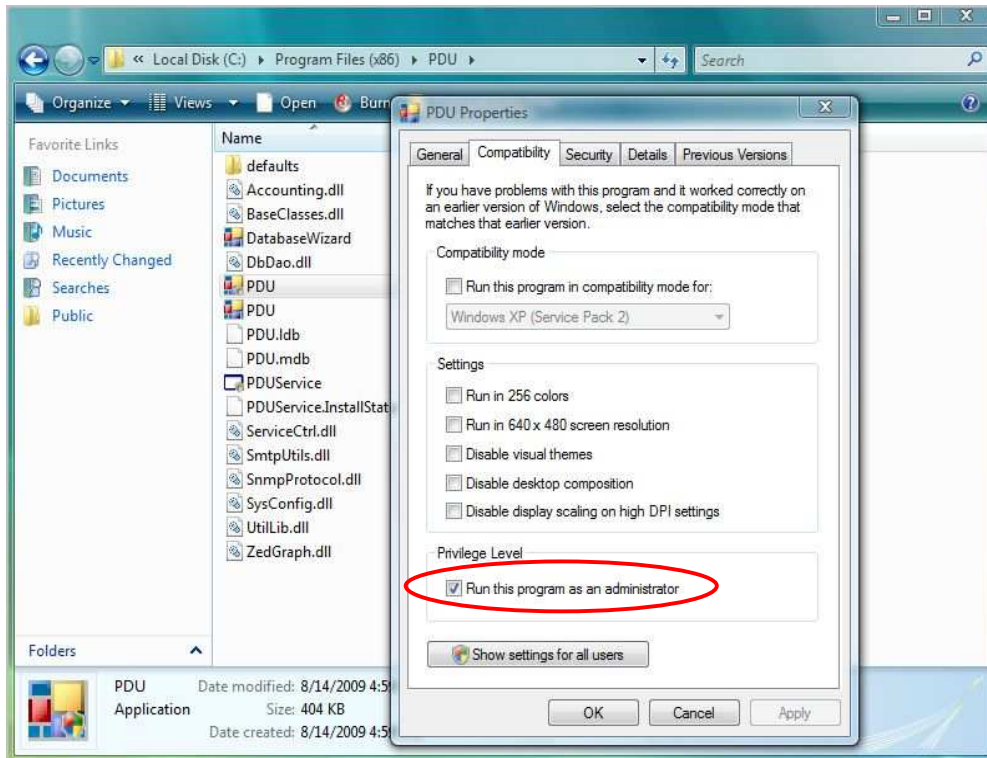 « Local Disk (C:) ▸ Program Files (x86) ▸ PDU ▸
Search
Organize
Views
Open
Burn
Favorite Links
Documents
Pictures
Music
Recently Changed
Searches
Public
Folders
Name
defaults
Accounting.dll
BaseClasses.dll
DatabaseWizard
DbDao.dll
PDU
PDU
PDU.ldb
PDU.mdb
PDUService
PDUService.InstallStat
ServiceCtrl.dll
SmtpUtils.dll
SnmpProtocol.dll
SysConfig.dll
UtilLib.dll
ZedGraph.dll
PDU Properties
General
Compatibility
Security
Details
Previous Versions
If you have problems with this program and it worked correctly on
an earlier version of Windows, select the compatibility mode that
matches that earlier version.
Compatibility mode
Run this program in compatibility mode for:
Windows XP (Service Pack 2)
Settings
Run in 256 colors
Run in 640 x 480 screen resolution
Disable visual themes
Disable desktop composition
Disable display scaling on high DPI settings
Privilege Level
Run this program as an administrator
Show settings for all users
OK
Cancel
Apply
PDU
Application
Date modified: 8/14/2009 4:5
Size: 404 KB
Date created: 8/14/2009 4:5